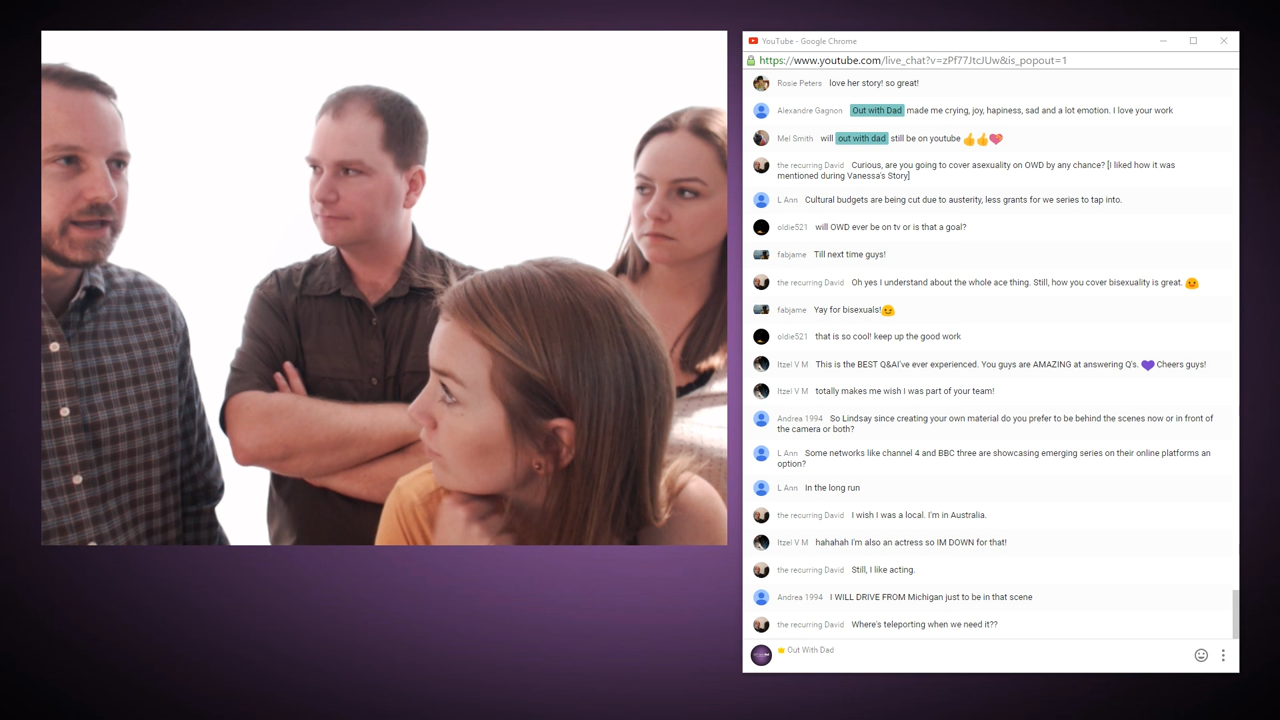 YouTube - Google Chrome
https://www.youtube.com/live_chat?v=zPf77JtcJUw&is_popout=1
Rosie Peters love her story! so great!
Alexandre Gagnon Out with Dad made me crying, joy, hapiness, sad and a lot emotion. I love your work
Mel Smith will out with dad still be on youtube 👍👍💖
the recurring David Curious, are you going to cover asexuality on OWD by any chance? [I liked how it was
mentioned during Vanessa's Story]
L Ann Cultural budgets are being cut due to austerity, less grants for we series to tap into.
oldie521 will OWD ever be on tv or is that a goal?
fabjame Till next time guys!
the recurring David Oh yes I understand about the whole ace thing. Still, how you cover bisexuality is great. 🙂
fabjame Yay for bisexuals!😉
oldie521 that is so cool! keep up the good work
Itzel V M This is the BEST Q&AI've ever experienced. You guys are AMAZING at answering Q's. 💜 Cheers guys!
Itzel V M totally makes me wish I was part of your team!
Andrea 1994 So Lindsay since creating your own material do you prefer to be behind the scenes now or in front of
the camera or both?
L Ann Some networks like channel 4 and BBC three are showcasing emerging series on their online platforms an
option?
L Ann In the long run
the recurring David I wish I was a local. I'm in Australia.
Itzel V M hahahah I'm also an actress so IM DOWN for that!
the recurring David Still, I like acting.
Andrea 1994 I WILL DRIVE FROM Michigan just to be in that scene
the recurring David Where's teleporting when we need it??
Out With Dad